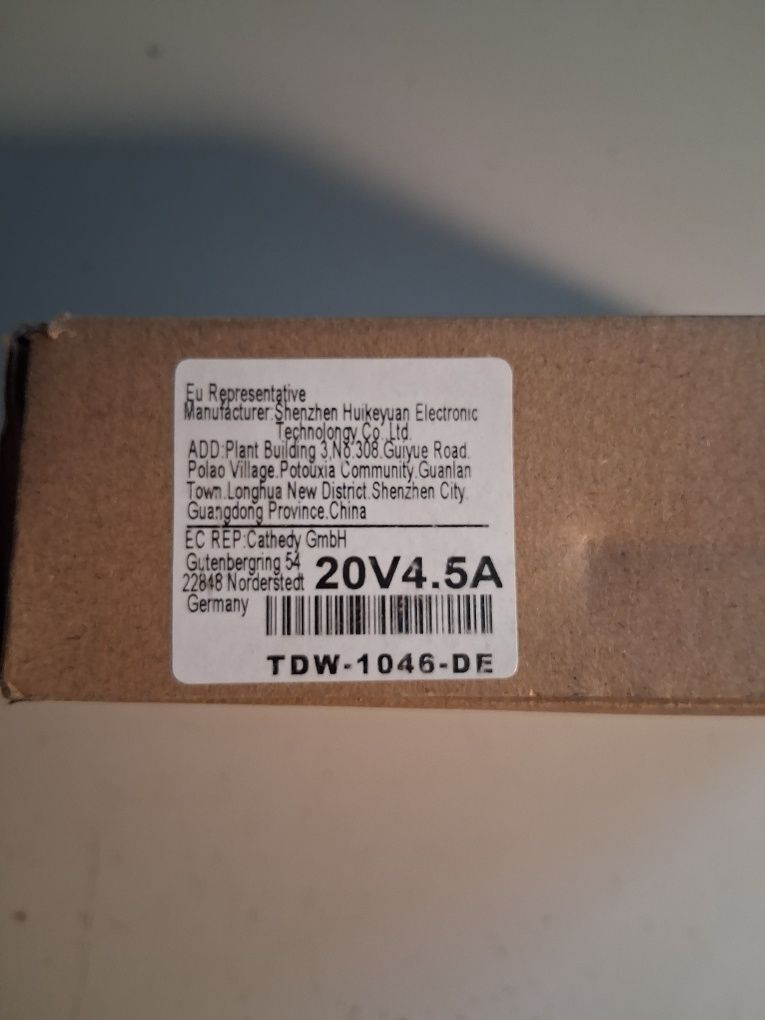 Eu Representative
Manufacturer:Shenzhen Huikeyuan Electronic
Technolongy Co.,Ltd.
ADD:Plant Building 3,No.308.Guiyue Road.
Polao Village.Potouxia Community.Guanlan
Town.Longhua New District.Shenzhen City.
Guangdong Province.China
EC REP:Cathedy GmbH
Gutenbergring 54
22848 Norderstedt
Germany
20V4.5A
TDW-1046-DE